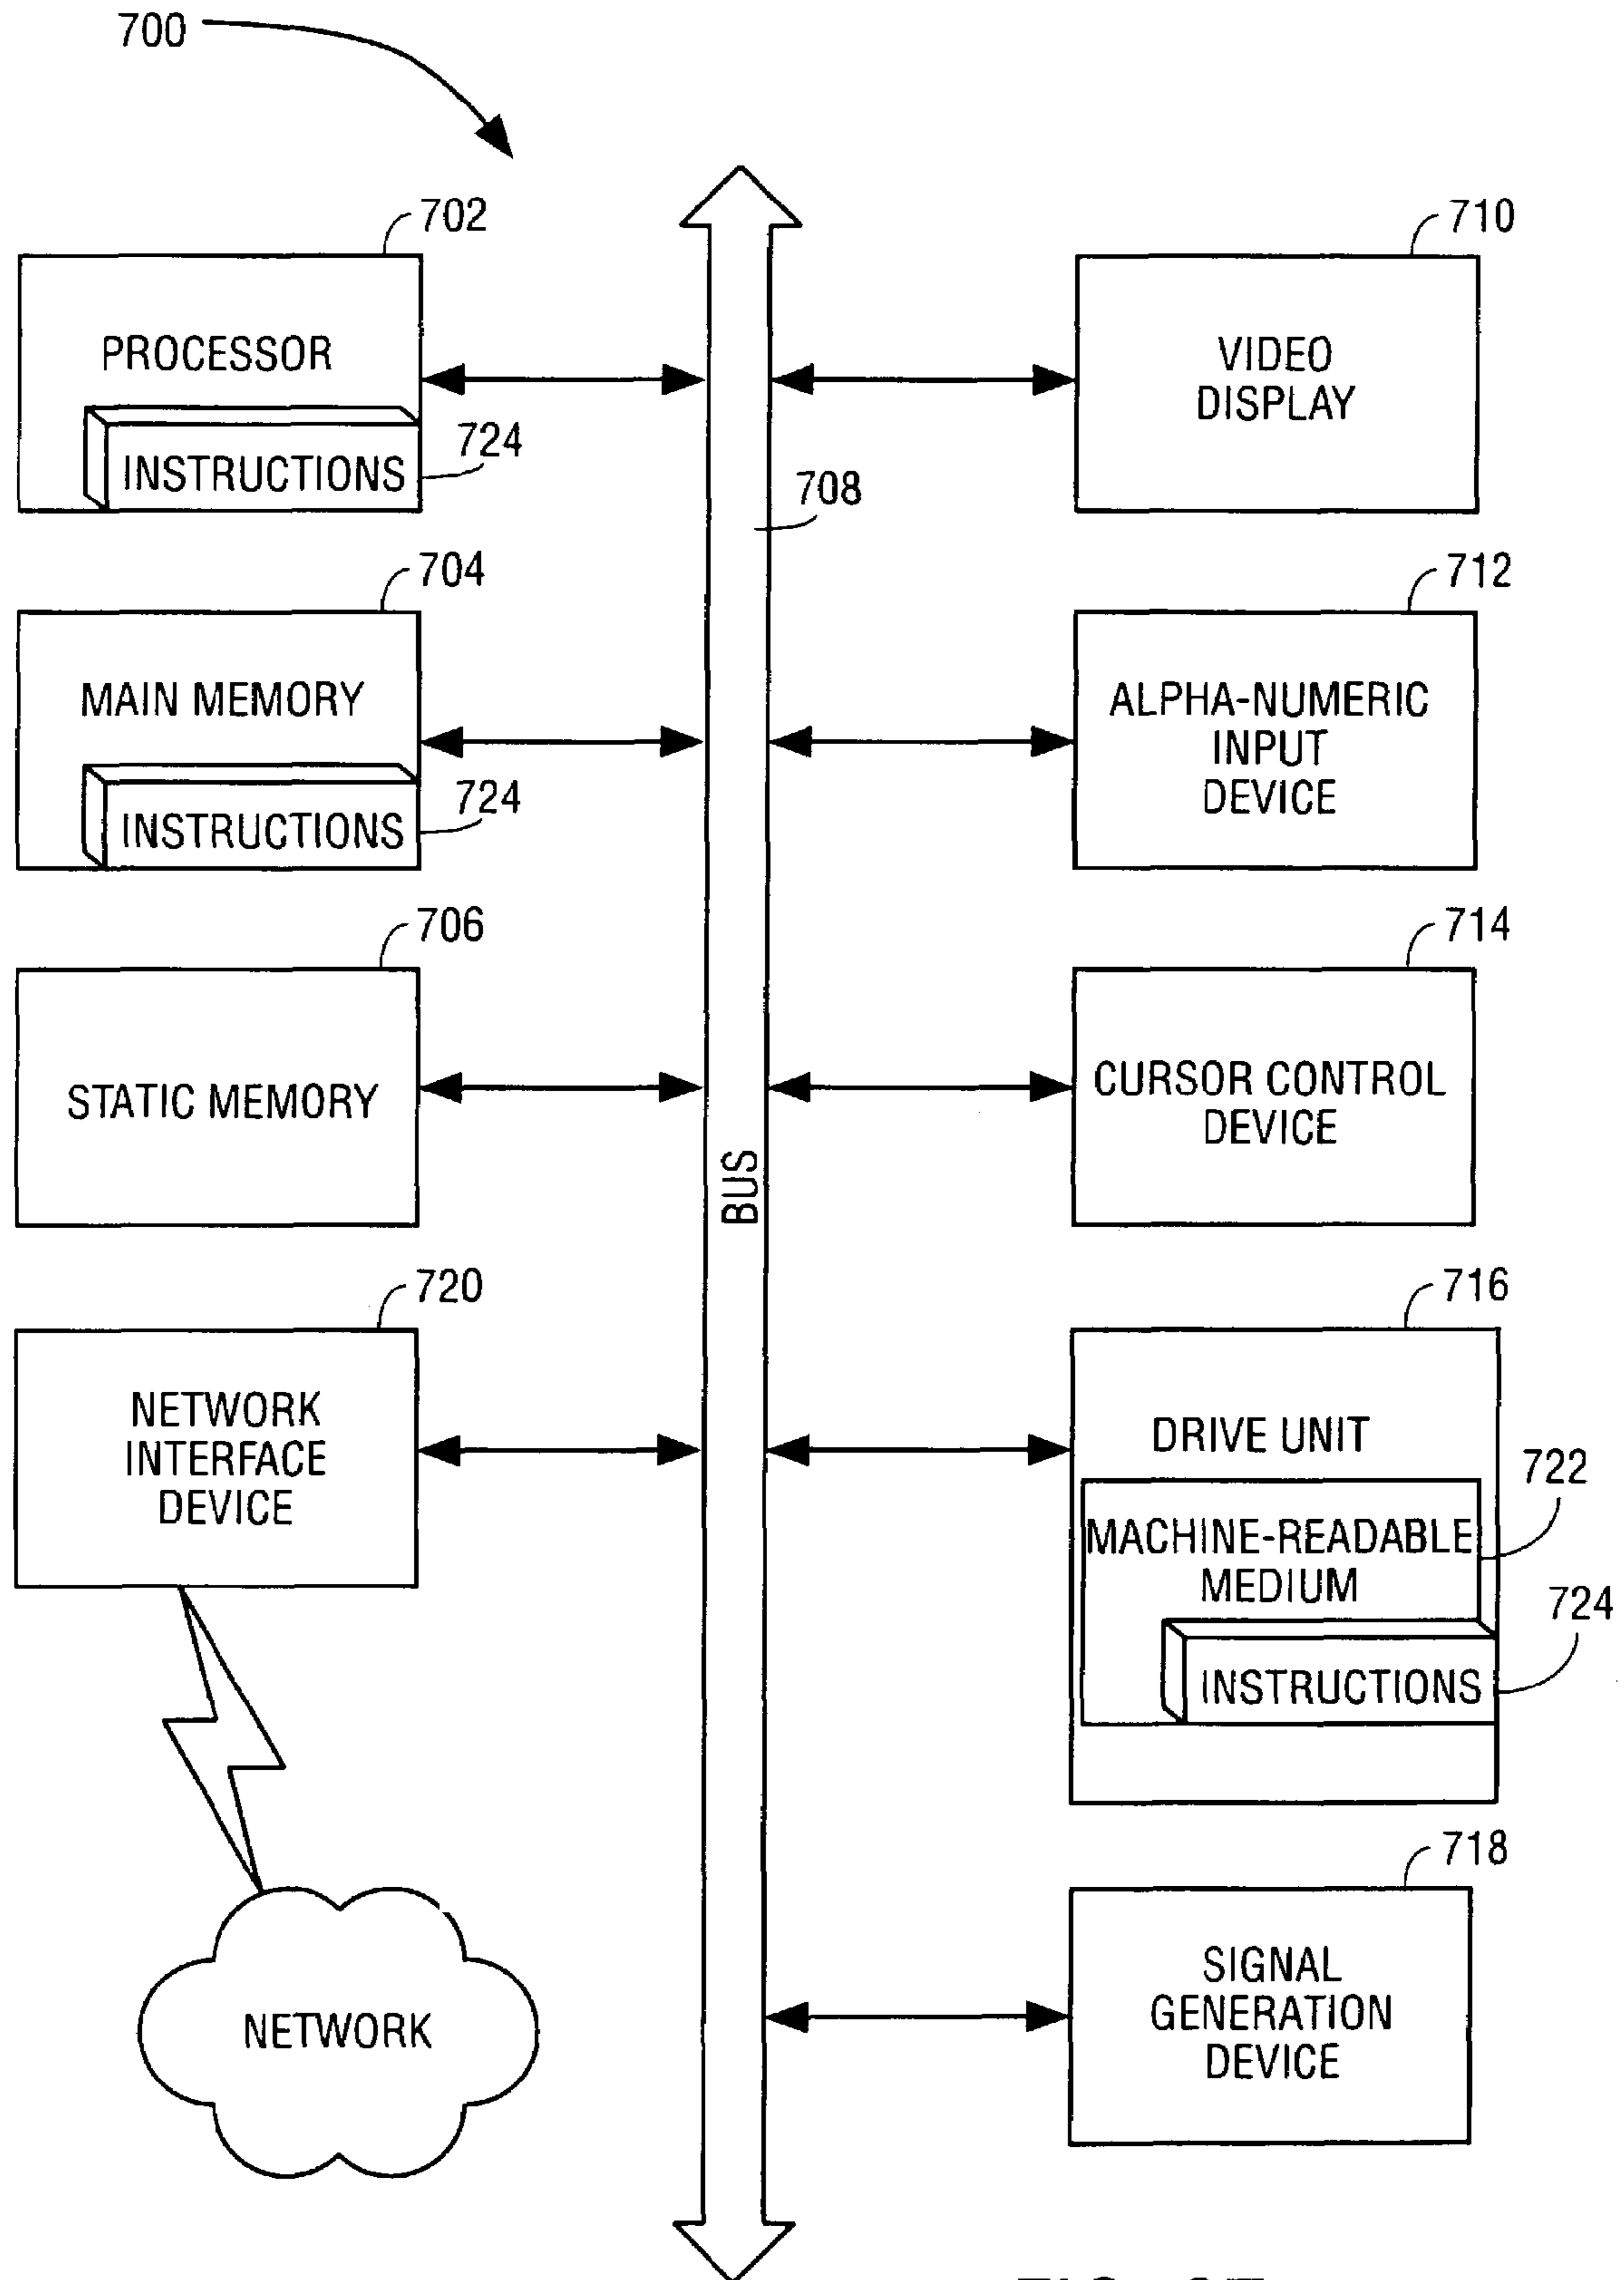 700
702
PROCESSOR
INSTRUCTIONS
724
704
MAIN MEMORY
INSTRUCTIONS
724
706
STATIC MEMORY
720
NETWORK
INTERFACE
DEVICE
NETWORK
708
BUS
710
VIDEO
DISPLAY
712
ALPHA-NUMERIC
INPUT
DEVICE
714
CURSOR CONTROL
DEVICE
716
DRIVE UNIT
722
MACHINE-READABLE
MEDIUM
724
INSTRUCTIONS
718
SIGNAL
GENERATION
DEVICE